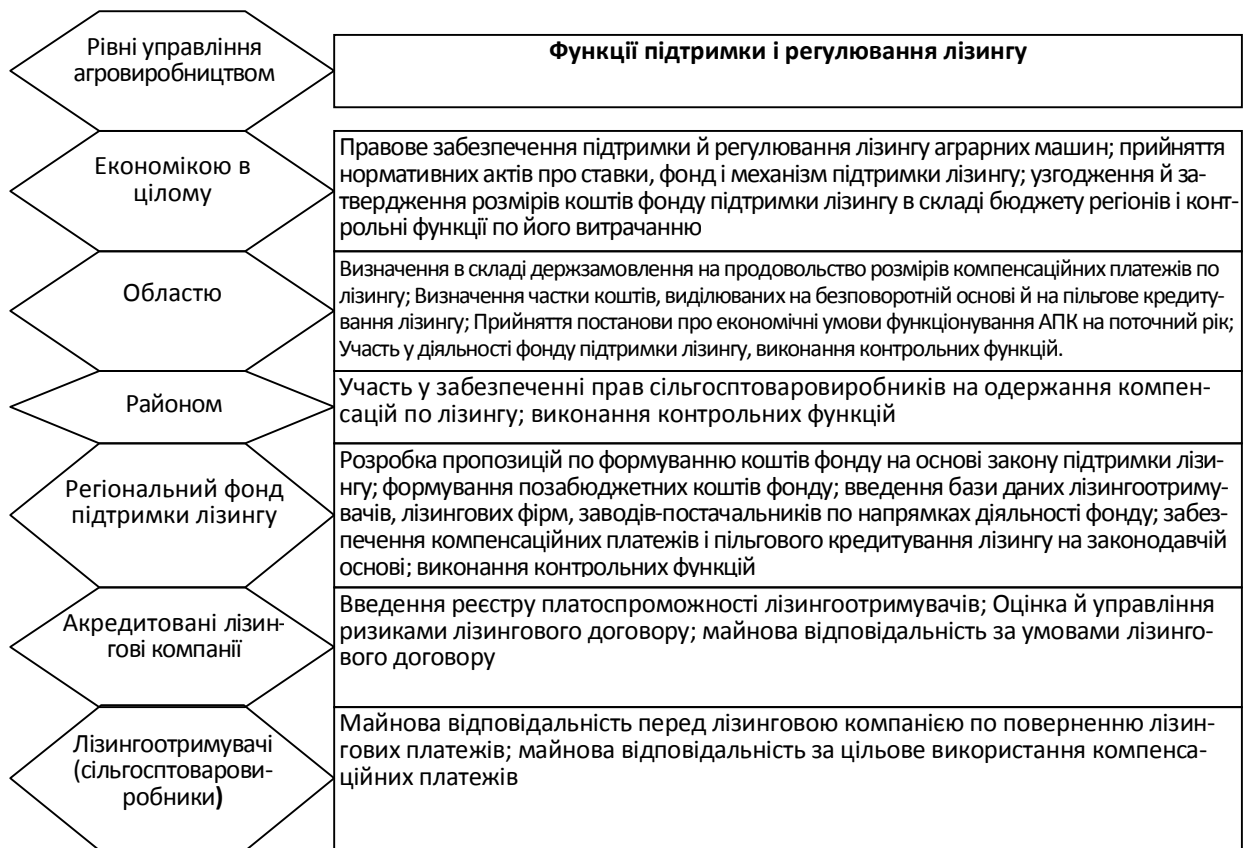 Рівні управління
агровиробництвом
Функції підтримки і регулювання лізингу
Економікою в
цілому
Правове забезпечення підтримки й регулювання лізингу аграрних машин; прийняття
нормативних актів про ставки, фонд і механізм підтримки лізингу; узгодження й за-
твердження розмірів коштів фонду підтримки лізингу в складі бюджету регіонів і конт-
рольні функції по його витрачанню
Областю
Визначення в складі держзамовлення на продовольство розмірів компенсаційних платежів по
лізингу; Визначення частки коштів, виділюваних на безповоротній основі й на пільгове кредиту-
вання лізингу; Прийняття постанови про економічні умови функціонування АПК на поточний рік;
Участь у діяльності фонду підтримки лізингу, виконання контрольних функцій.
Районом
Участь у забезпеченні прав сільгосптоваровиробників на одержання компен-
сацій по лізингу; виконання контрольних функцій
Регіональний фонд
підтримки лізингу
Розробка пропозицій по формуванню коштів фонду на основі закону підтримки лізи-
нгу; формування позабюджетних коштів фонду; введення бази даних лізингоотриму-
вачів, лізингових фірм, заводів-постачальників по напрямках діяльності фонду; забез-
печення компенсаційних платежів і пільгового кредитування лізингу на законодавчій
основі; виконання контрольних функцій
Акредитовані лізин-
гові компанії
Введення реєстру платоспроможності лізингоотримувачів; Оцінка й управління
ризиками лізингового договору; майнова відповідальність за умовами лізинго-
вого договору
Лізингоотримувачі
(сільгосптоварови-
робники)
Майнова відповідальність перед лізинговою компанією по поверненню лізин-
гових платежів; майнова відповідальність за цільове використання компенса-
ційних платежів